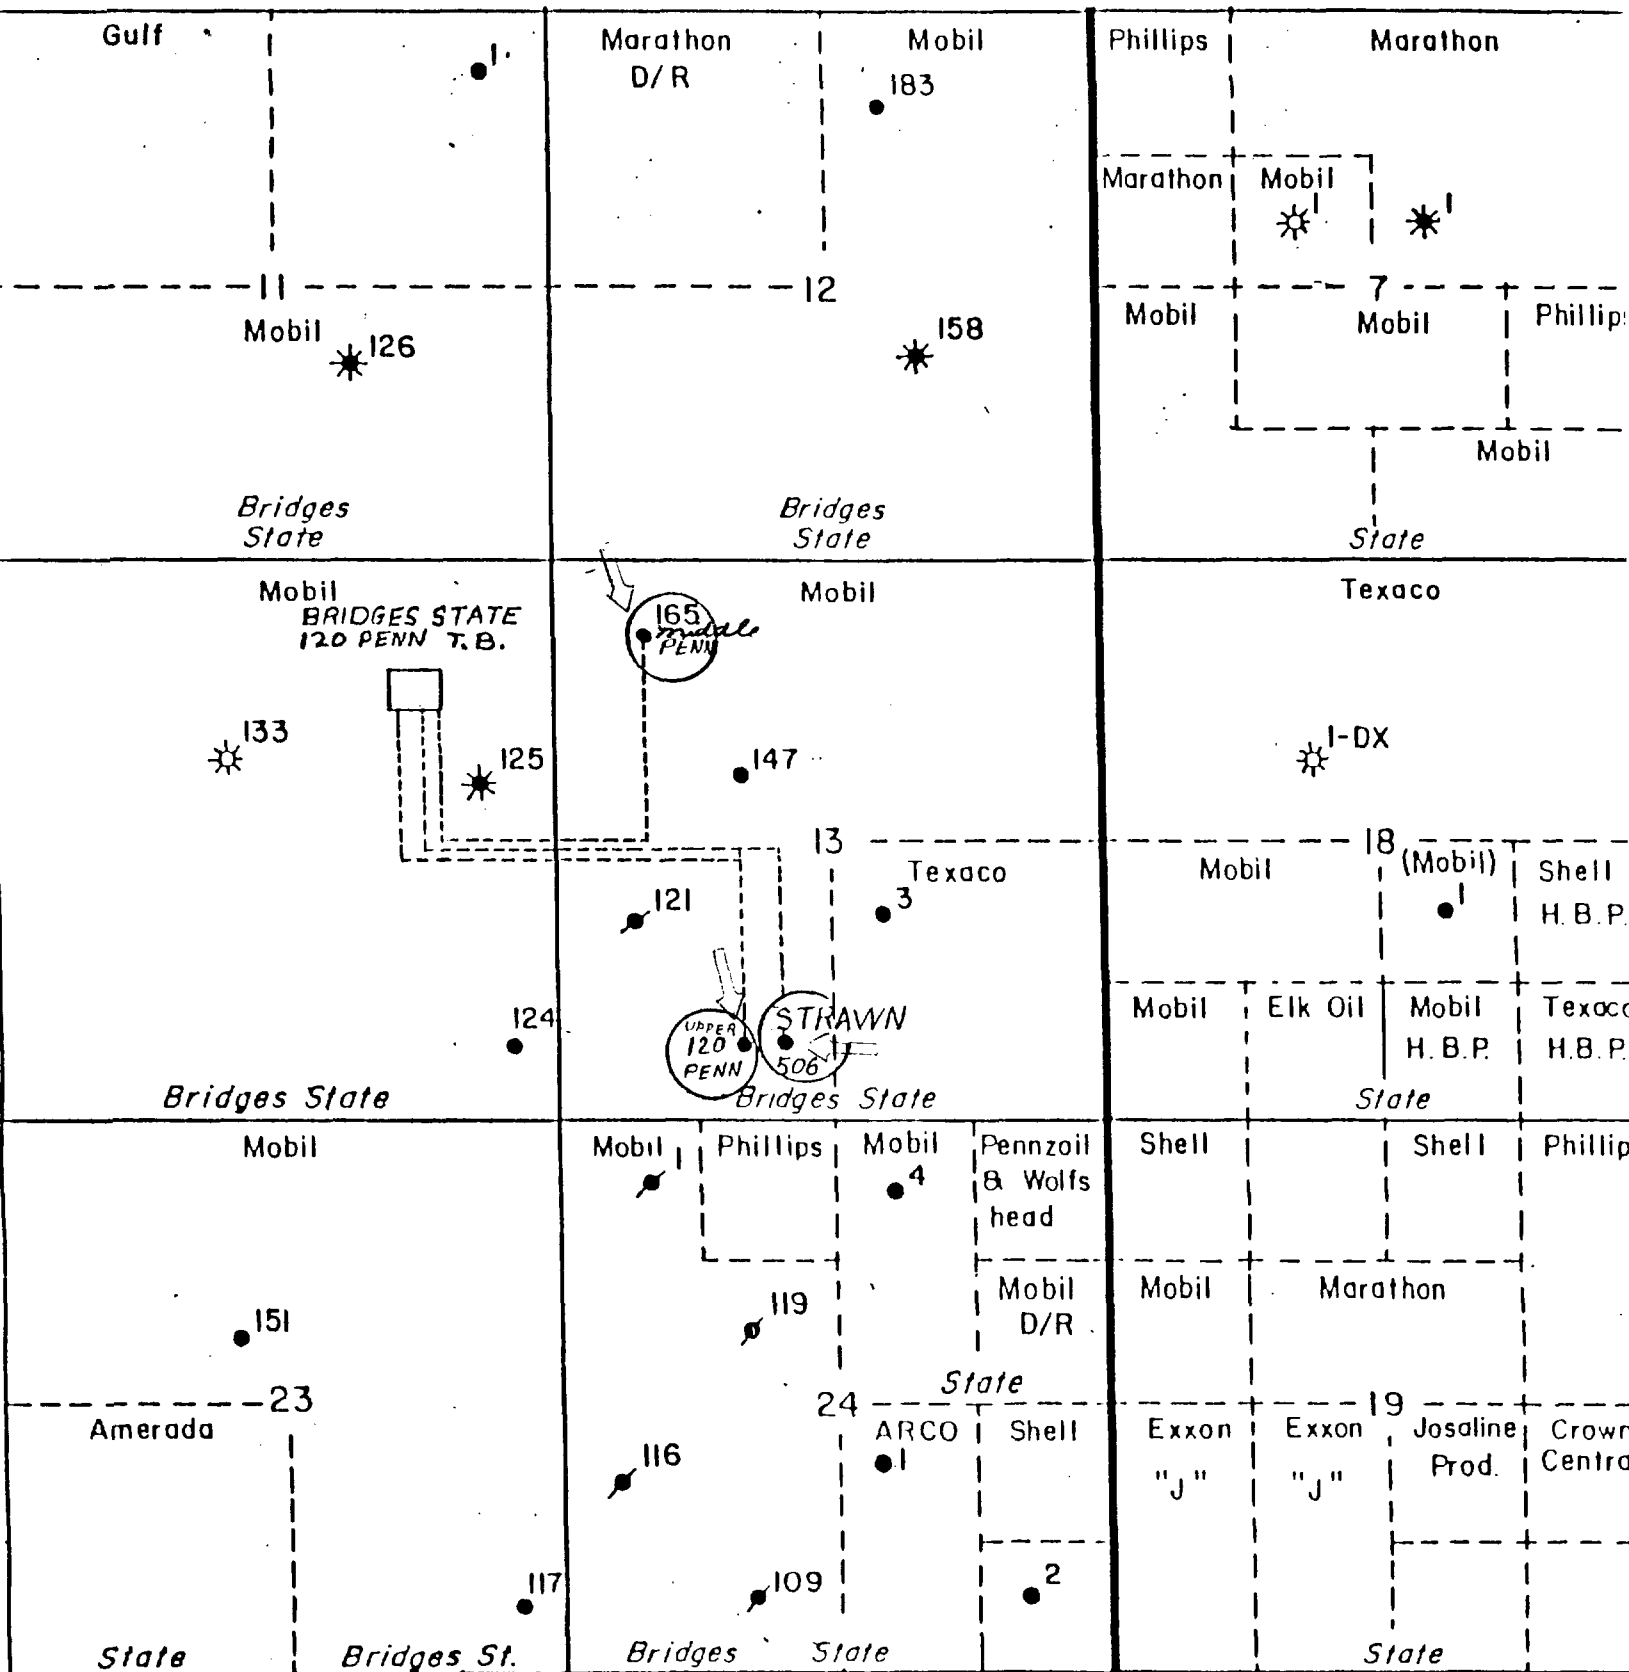 Gulf
1
Marathon
D/R
Mobil
183
Phillips
Marathon
Marathon
Mobil
1
1
11
12
7
Mobil
126
158
Mobil
Mobil
Phillips
Mobil
Bridges
State
Bridges
State
State
Mobil
BRIDGES STATE
120 PENN T.B.
165
middle
PENN
Mobil
Texaco
133
125
147
1-DX
13
18
Texaco
Mobil
(Mobil)
1
Shell
H.B.P.
121
3
Mobil
Elk Oil
Mobil
H.B.P.
Texaco
H.B.P.
124
UPPER
120
PENN
STRAWN
506
Bridges State
Bridges State
State
Mobil
Mobil
1
Phillips
Mobil
4
Pennzoil
& Wolfs
head
Shell
Shell
Phillip
151
119
Mobil
D/R
Mobil
Marathon
State
23
24
19
Amerada
ARCO
1
Shell
Exxon
"J"
Exxon
"J"
Josaline
Prod.
Crown
Centra
116
117
109
2
State
Bridges St.
Bridges State
State